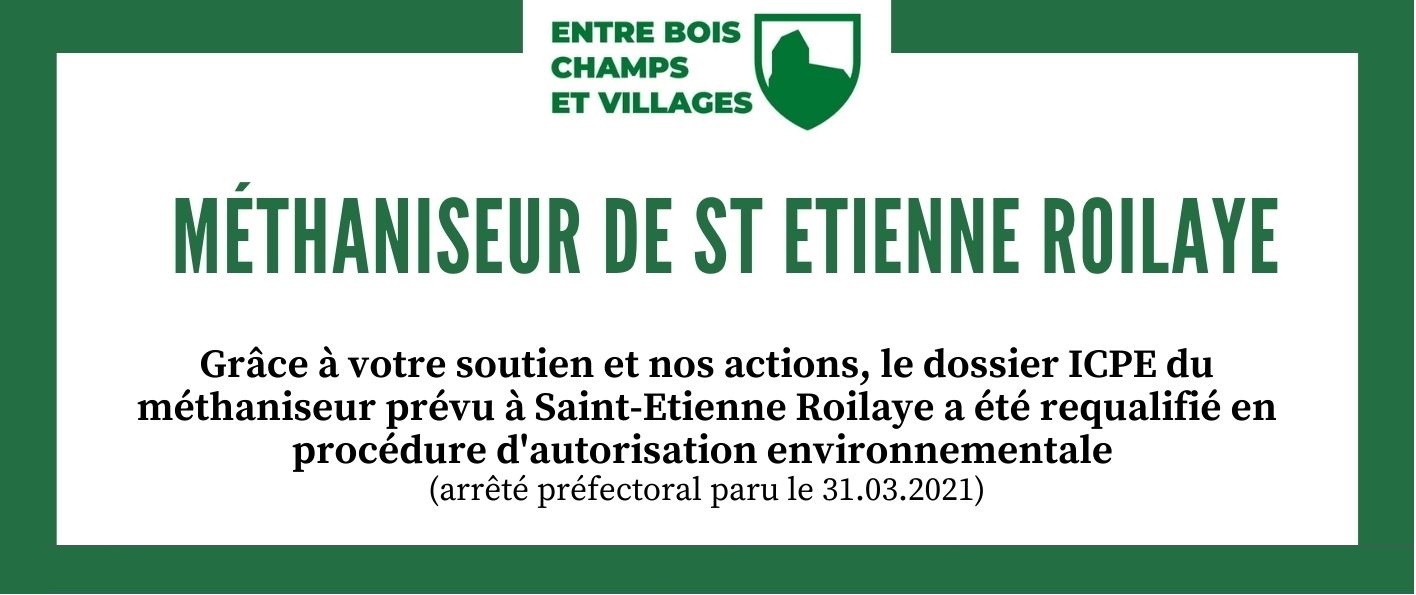 ENTRE BOIS
CHAMPS
ET VILLAGES
MÉTHANISEUR DE ST ETIENNE ROILAYE
Grâce à votre soutien et nos actions, le dossier ICPE du
méthaniseur prévu à Saint-Etienne Roilaye a été requalifié en
procédure d'autorisation environnementale
(arrêté préfectoral paru le 31.03.2021)